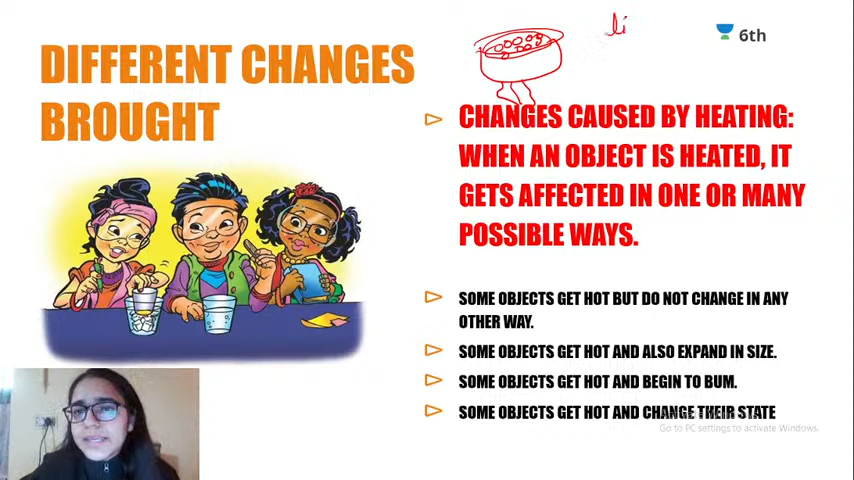 DIFFERENT CHANGES
BROUGHT
li
6th
CHANGES CAUSED BY HEATING:
WHEN AN OBJECT IS HEATED, IT
GETS AFFECTED IN ONE OR MANY
POSSIBLE WAYS.
SOME OBJECTS GET HOT BUT DO NOT CHANGE IN ANY
OTHER WAY.
SOME OBJECTS GET HOT AND ALSO EXPAND IN SIZE.
SOME OBJECTS GET HOT AND BEGIN TO BUM.
SOME OBJECTS GET HOT AND CHANGE THEIR STATE
Go to PC settings to activate Windows.